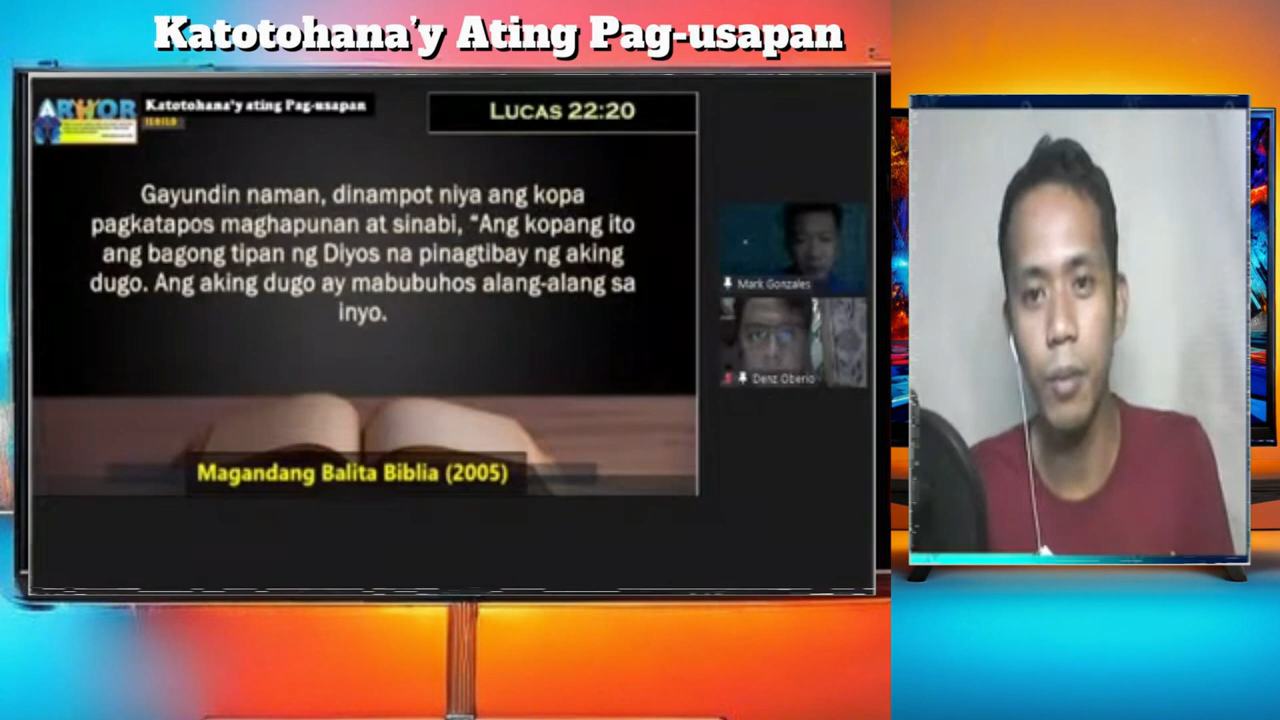 Katotohana'y Ating Pag-usapan
ARWOR
Katotohana'y ating Pag-usapan
LUCAS 22:20
Gayundin naman, dinampot niya ang kopa
pagkatapos maghapunan at sinabi, “Ang kopang ito
ang bagong tipan ng Diyos na pinagtibay ng aking
dugo. Ang aking dugo ay mabubuhos alang-alang sa
inyo.
Mark Gonzales
Denz Oberio
Magandang Balita Biblia (2005)